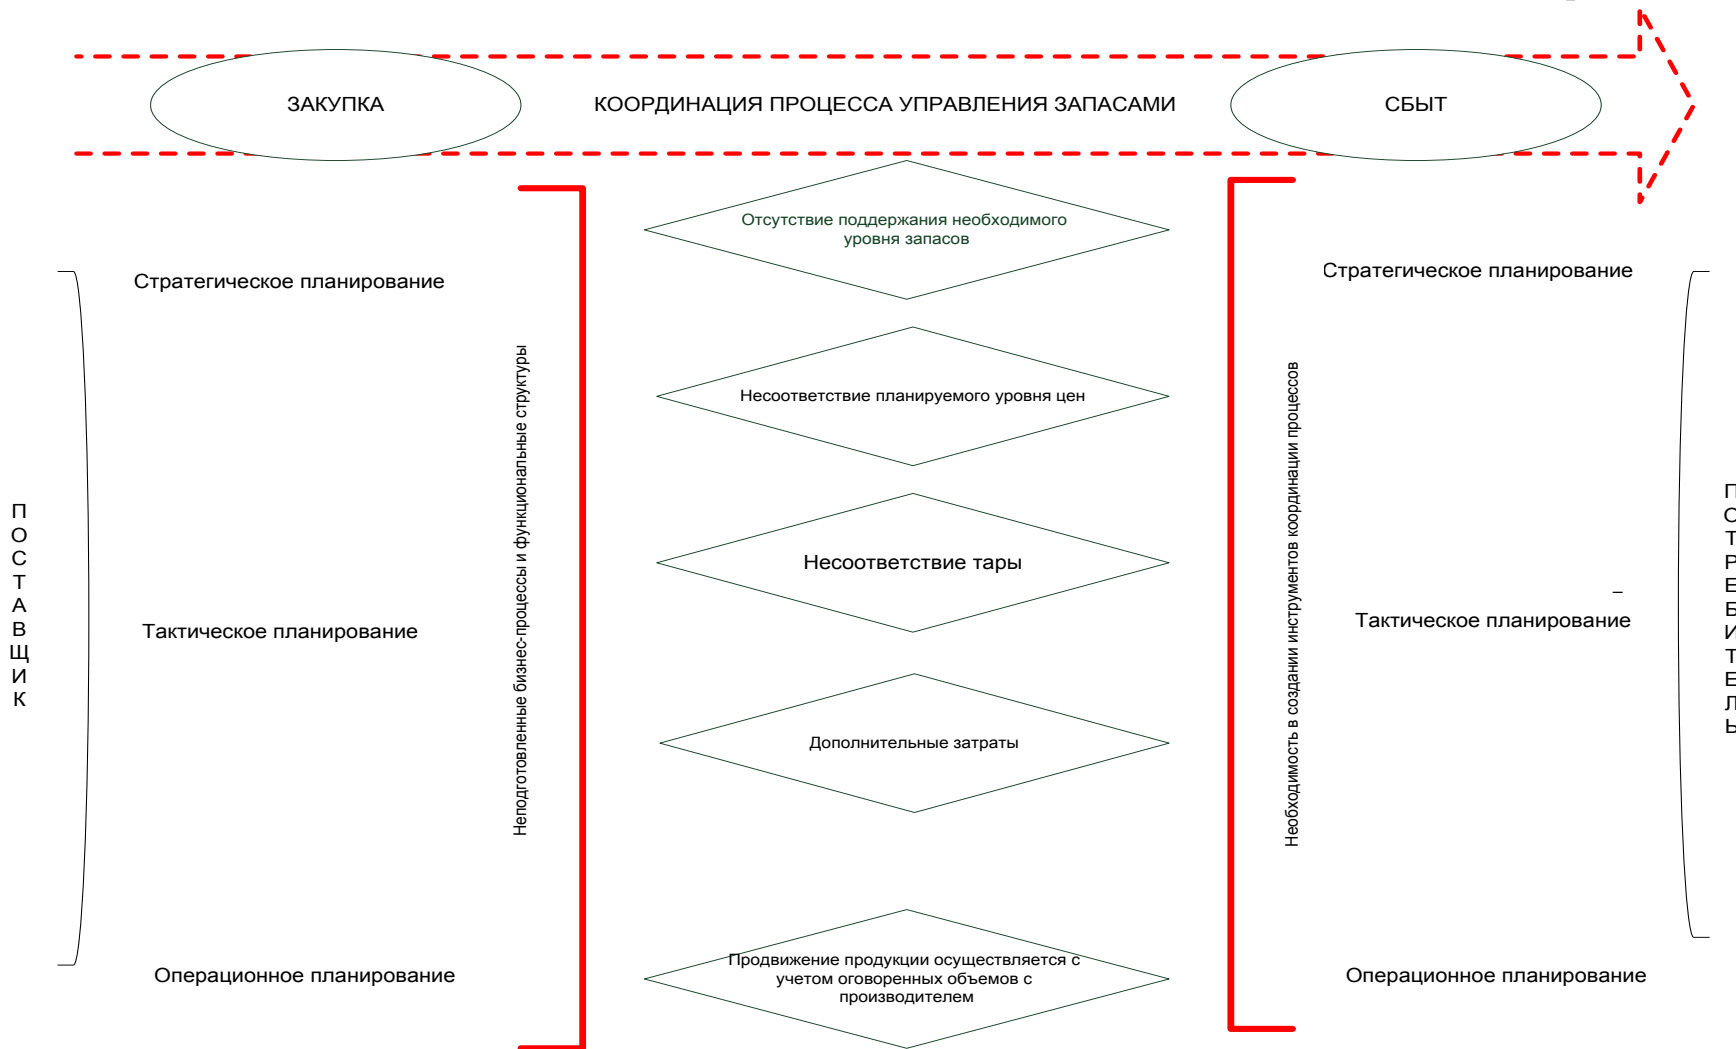 ЗАКУПКА
КООРДИНАЦИЯ ПРОЦЕССА УПРАВЛЕНИЯ ЗАПАСАМИ
СБЫТ
ПОСТАВЩИК
Стратегическое планирование
Тактическое планирование
Операционное планирование
Неподготовленные бизнес-процессы и функциональные структуры
Отсутствие поддержания необходимого
уровня запасов
Несоответствие планируемого уровня цен
Несоответствие тары
Дополнительные затраты
Продвижение продукции осуществляется с
учетом оговоренных объемов с
производителем
Необходимость в создании инструментов координации процессов
Стратегическое планирование
Тактическое планирование
Операционное планирование
ПОТРЕБИТЕЛЬ